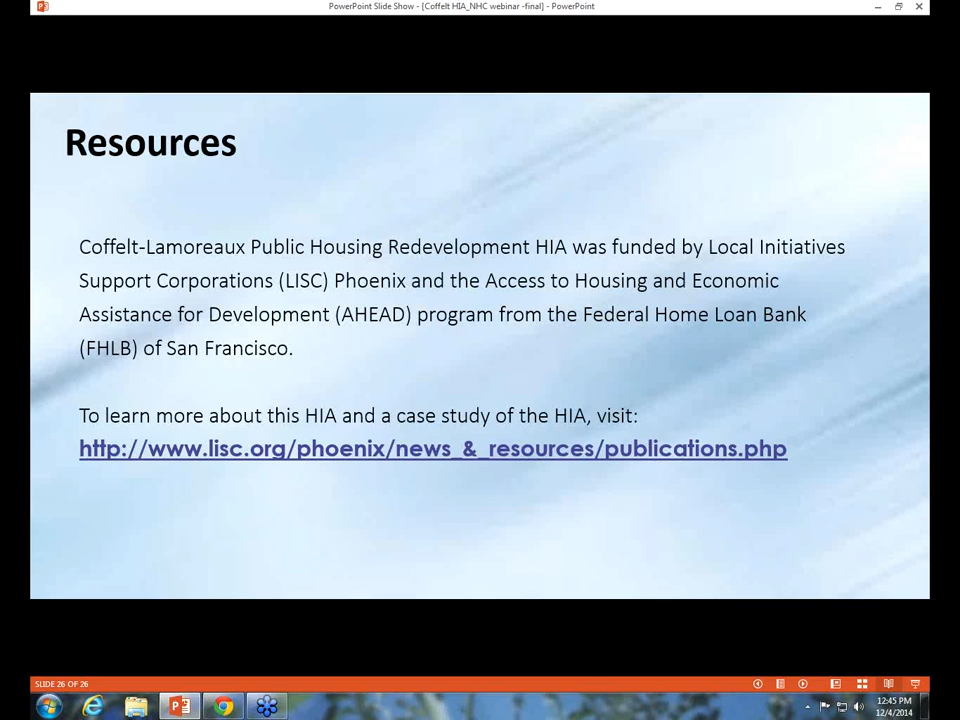 PowerPoint Slide Show - [Coffelt HIA_NHC webinar -final] - PowerPoint
Resources
Coffelt-Lamoreaux Public Housing Redevelopment HIA was funded by Local Initiatives
Support Corporations (LISC) Phoenix and the Access to Housing and Economic
Assistance for Development (AHEAD) program from the Federal Home Loan Bank
(FHLB) of San Francisco.
To learn more about this HIA and a case study of the HIA, visit:
http://www.lisc.org/phoenix/news_&_resources/publications.php
SLIDE 26 OF 26
12:45 PM
12/4/2014